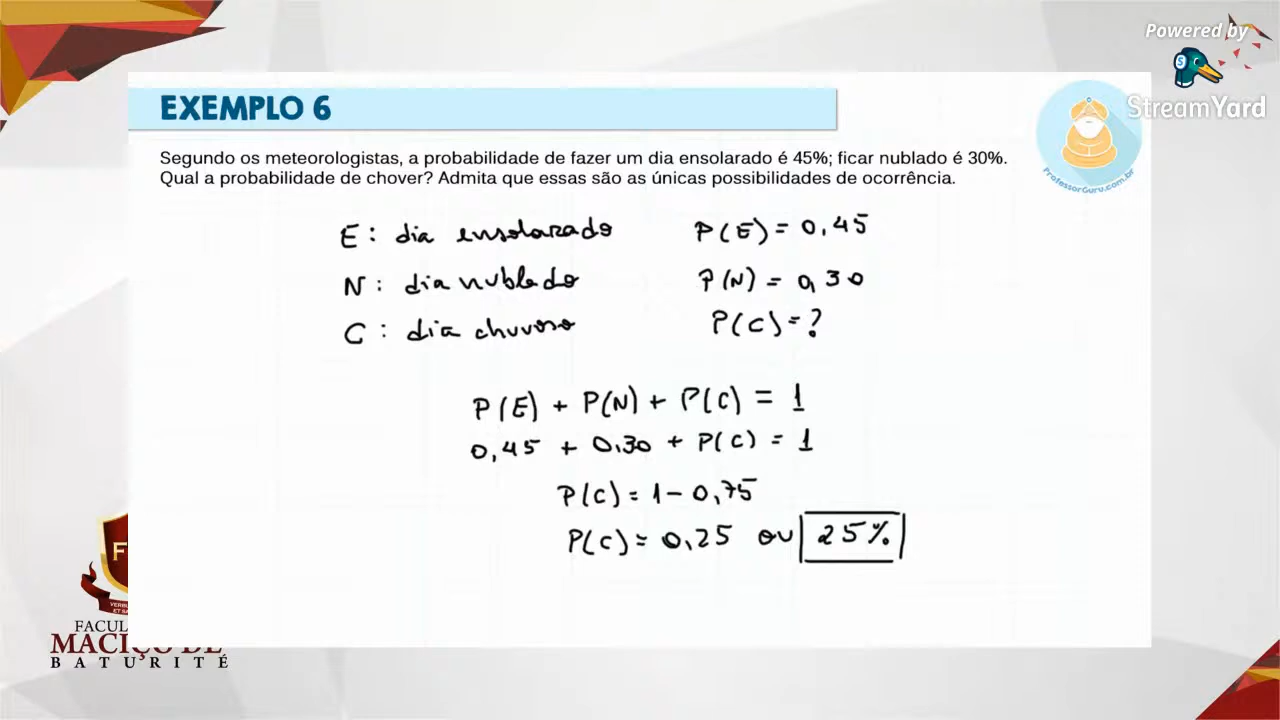 Powered by
StreamYard
EXEMPLO 6
Segundo os meteorologistas, a probabilidade de fazer um dia ensolarado é 45%; ficar nublado é 30%.
Qual a probabilidade de chover? Admita que essas são as únicas possibilidades de ocorrência.
ProfessorGuru.com.br
E: dia ensolarado P(E) = 0,45
N: dia nublado P(N) = 0,30
C: dia chuvoso P(C) = ?
P(E) + P(N) + P(C) = 1
0,45 + 0,30 + P(C) = 1
P(C) = 1 - 0,75
P(C) = 0,25 ou 25%
MACIÇO DE
BATURITÉ